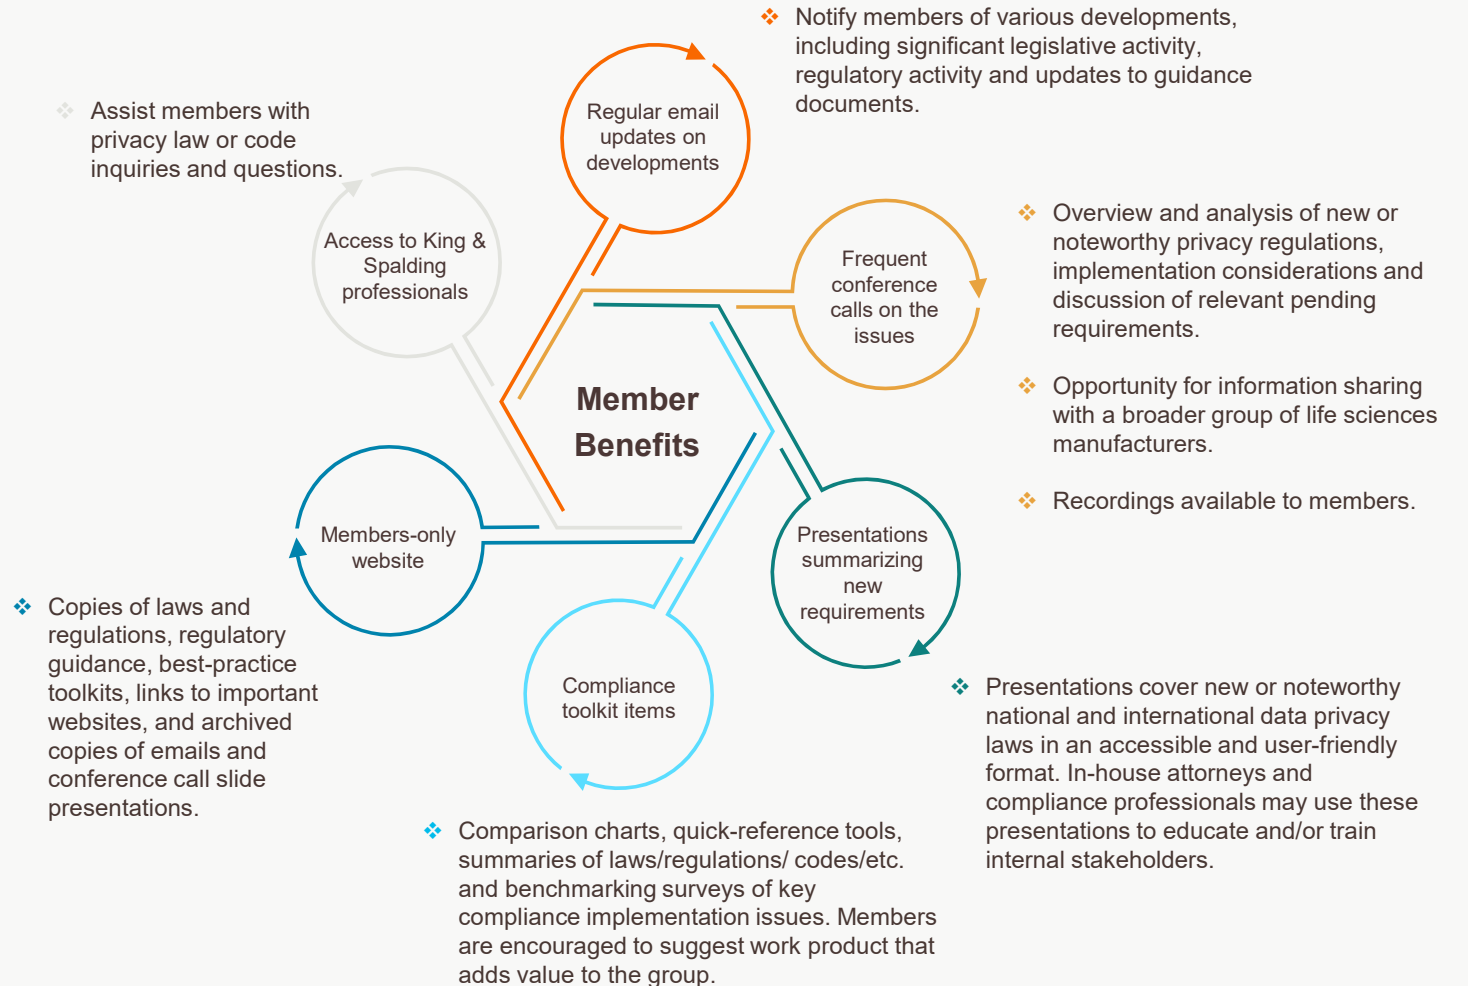 Notify members of various developments,
including significant legislative activity,
regulatory activity and updates to guidance
documents.
Assist members with
privacy law or code
inquiries and questions.
Regular email
updates on
developments
Access to King &
Spalding
professionals
Frequent
conference
calls on the
issues
Overview and analysis of new or
noteworthy privacy regulations,
implementation considerations and
discussion of relevant pending
requirements.
Opportunity for information sharing
with a broader group of life sciences
manufacturers.
Recordings available to members.
Member
Benefits
Members-only
website
Presentations
summarizing
new
requirements
Copies of laws and
regulations, regulatory
guidance, best-practice
toolkits, links to important
websites, and archived
copies of emails and
conference call slide
presentations.
Compliance
toolkit items
Presentations cover new or noteworthy
national and international data privacy
laws in an accessible and user-friendly
format. In-house attorneys and
compliance professionals may use these
presentations to educate and/or train
internal stakeholders.
Comparison charts, quick-reference tools,
summaries of laws/regulations/ codes/etc.
and benchmarking surveys of key
compliance implementation issues. Members
are encouraged to suggest work product that
adds value to the group.